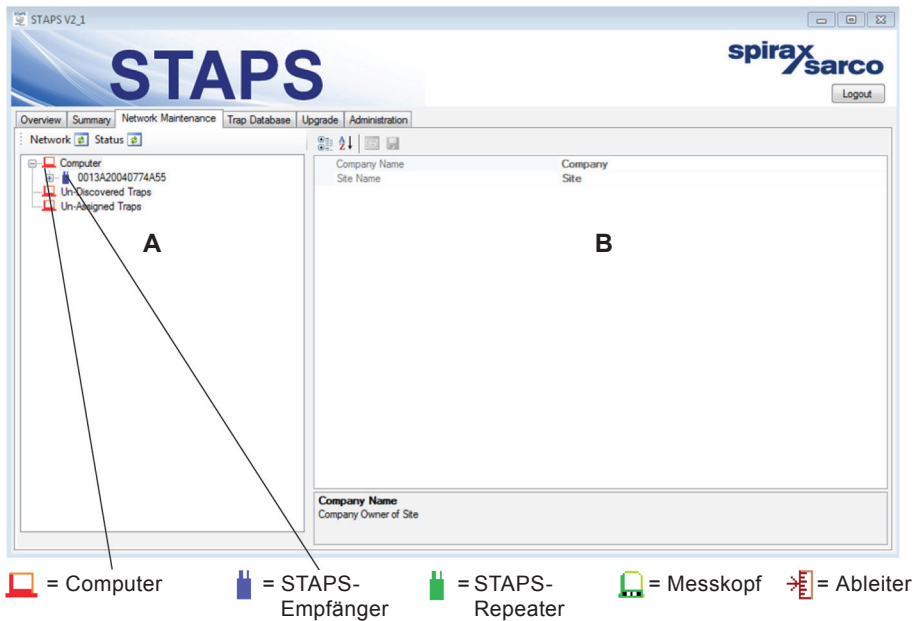 STAPS V2_1
STAPS
spirax
sarco
Logout
Overview Summary Network Maintenance Trap Database Upgrade Administration
Network Status
Computer
0013A20040774A55
Un-Discovered Traps
Un-Assigned Traps
A
Company Name Company
Site Name Site
B
Company Name
Company Owner of Site
= Computer
= STAPS-
Empfänger
= STAPS-
Repeater
= Messkopf
= Ableiter